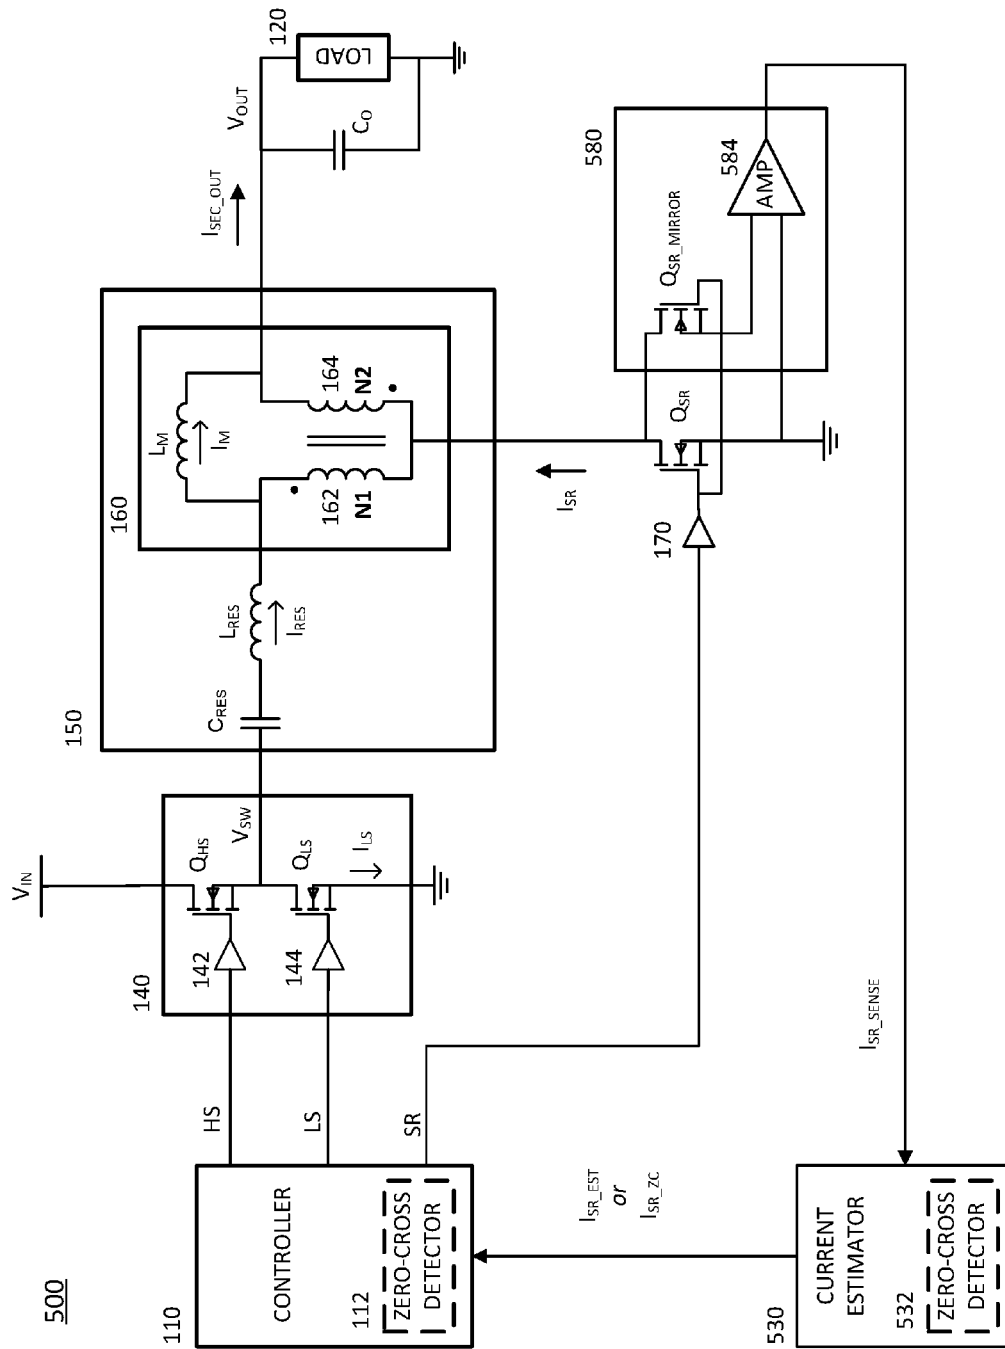 500
110
CONTROLLER
112
ZERO-CROSS
DETECTOR
HS
LS
SR
140
142
144
V_IN
Q_HS
V_SW
Q_LS
I_LS
150
C_RES
L_RES
I_RES
160
L_M
I_M
162
N1
164
N2
I_SEC_OUT
V_OUT
C_O
120
LOAD
I_SR
170
Q_SR
580
Q_SR_MIRROR
584
AMP
I_SR_SENSE
I_SR_EST
or
I_SR_ZC
530
CURRENT
ESTIMATOR
532
ZERO-CROSS
DETECTOR